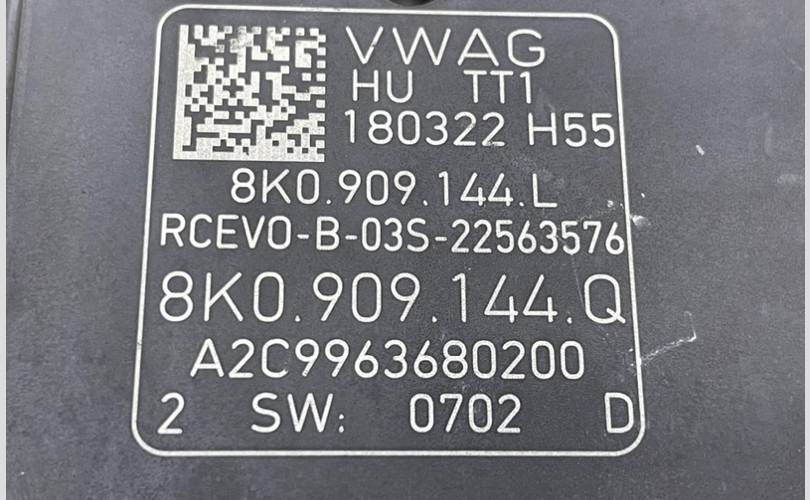 VWAG
HU TT1
180322 H55
8K0.909.144.L
RCEVO-B-03S-22563576
8K0.909.144.Q
A2C9963680200
2 SW: 0702 D